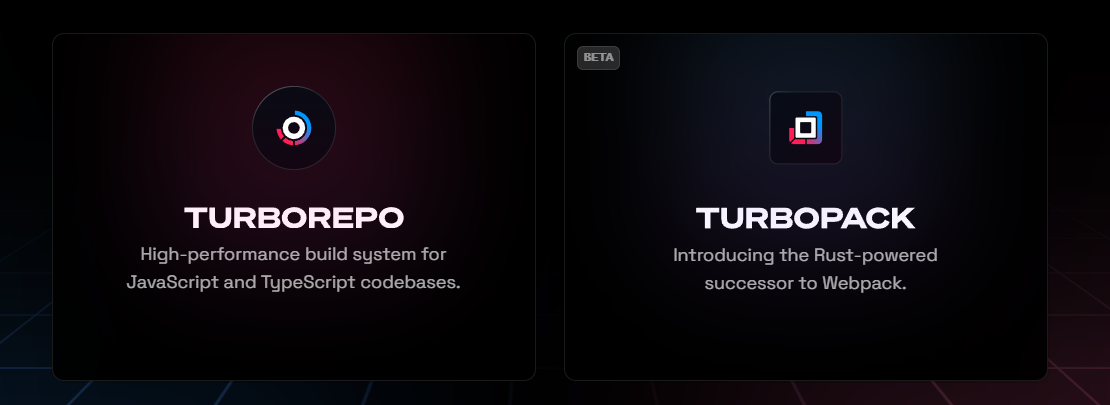 TURBOREPO
High-performance build system for
JavaScript and TypeScript codebases.
BETA
TURBOPACK
Introducing the Rust-powered
successor to Webpack.